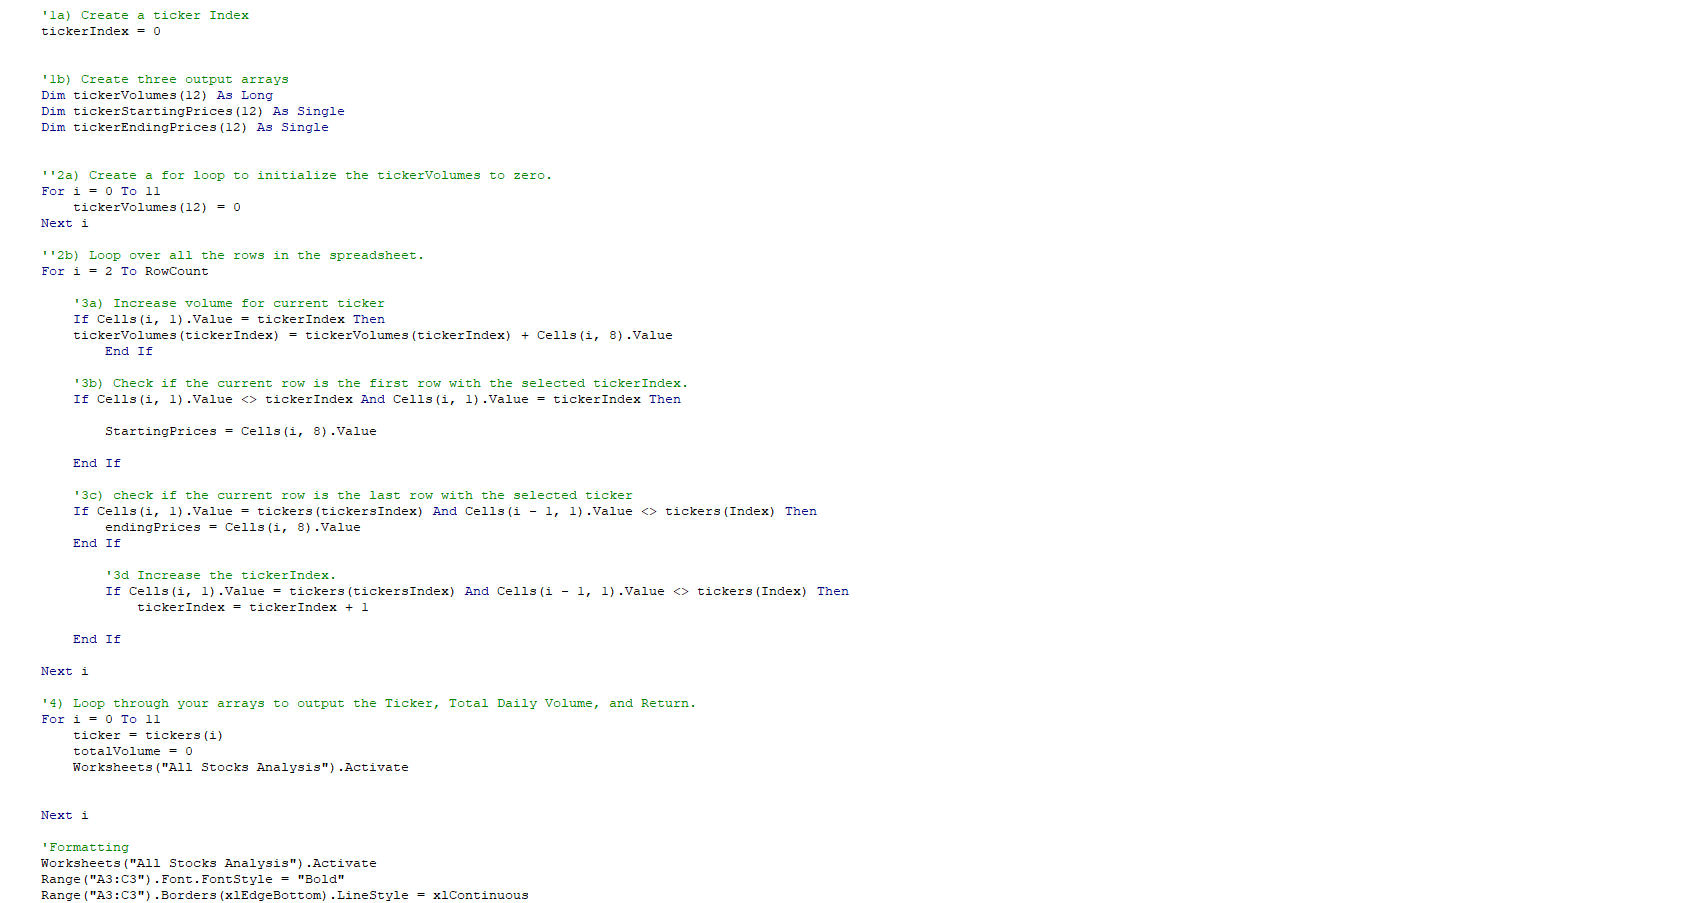 '1a) Create a ticker Index
tickerIndex = 0
'1b) Create three output arrays
Dim tickerVolumes(12) As Long
Dim tickerStartingPrices(12) As Single
Dim tickerEndingPrices(12) As Single
''2a) Create a for loop to initialize the tickerVolumes to zero.
For i = 0 To 11
    tickerVolumes(12) = 0
Next i
''2b) Loop over all the rows in the spreadsheet.
For i = 2 To RowCount
    '3a) Increase volume for current ticker
    If Cells(i, 1).Value = tickerIndex Then
    tickerVolumes(tickerIndex) = tickerVolumes(tickerIndex) + Cells(i, 8).Value
        End If
    '3b) Check if the current row is the first row with the selected tickerIndex.
    If Cells(i, 1).Value <> tickerIndex And Cells(i, 1).Value = tickerIndex Then
        StartingPrices = Cells(i, 8).Value
    End If
    '3c) check if the current row is the last row with the selected ticker
    If Cells(i, 1).Value = tickers(tickersIndex) And Cells(i - 1, 1).Value <> tickers(Index) Then
        endingPrices = Cells(i, 8).Value
    End If
        '3d Increase the tickerIndex.
        If Cells(i, 1).Value = tickers(tickersIndex) And Cells(i - 1, 1).Value <> tickers(Index) Then
            tickerIndex = tickerIndex + 1
    End If
Next i
'4) Loop through your arrays to output the Ticker, Total Daily Volume, and Return.
For i = 0 To 11
    ticker = tickers(i)
    totalVolume = 0
    Worksheets("All Stocks Analysis").Activate
Next i
'Formatting
Worksheets("All Stocks Analysis").Activate
Range("A3:C3").Font.FontStyle = "Bold"
Range("A3:C3").Borders(xlEdgeBottom).LineStyle = xlContinuous